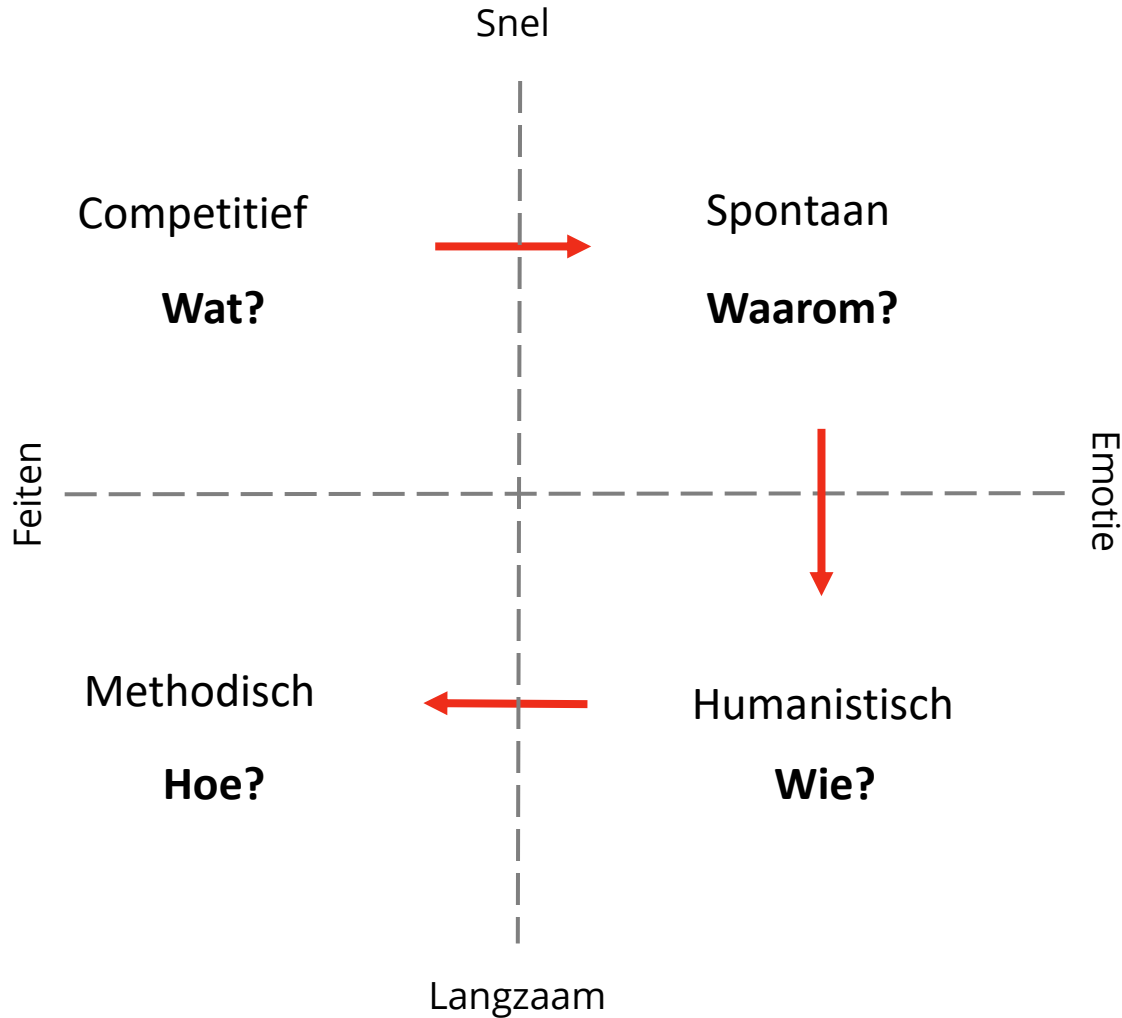 Snel
Competitief
Wat?
Spontaan
Waarom?
Feiten
Emotie
Methodisch
Hoe?
Humanistisch
Wie?
Langzaam